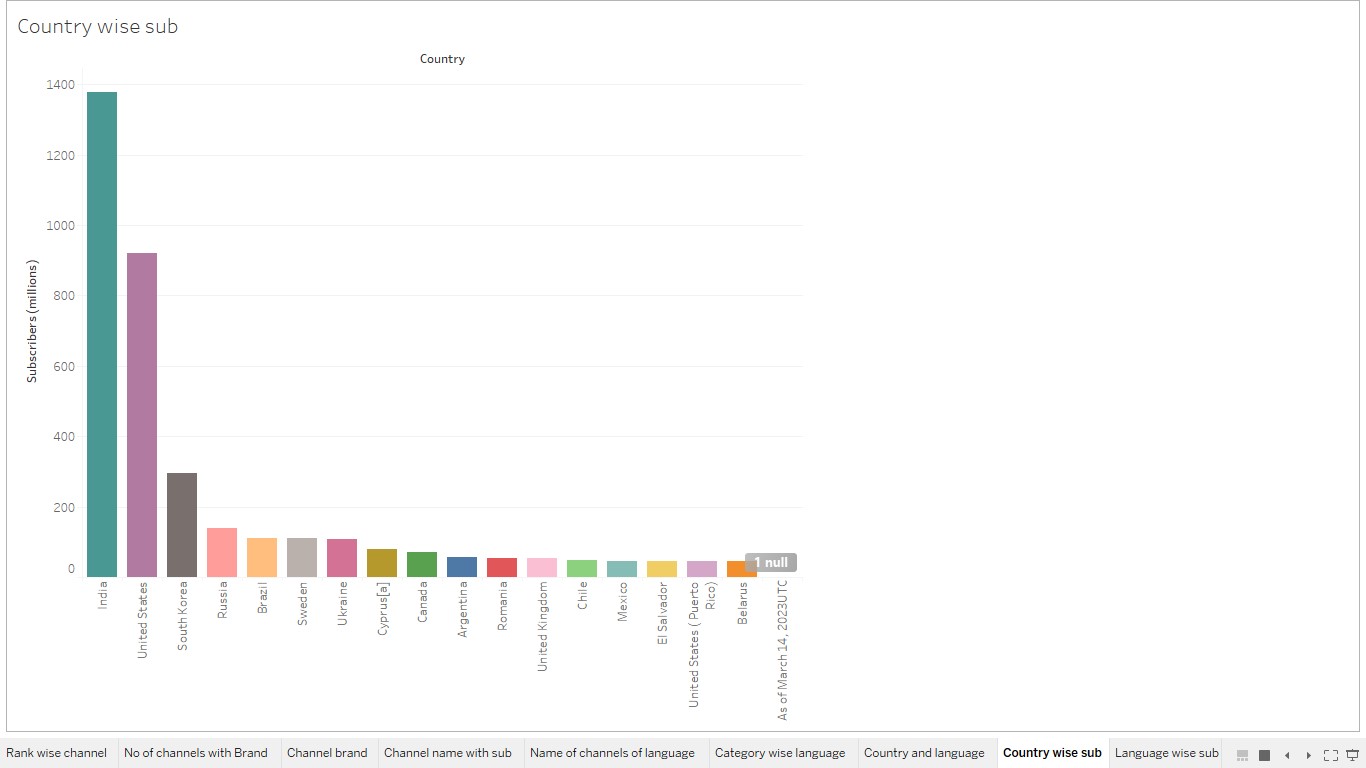 Country wise sub
Country
1400
1200
1000
800
600
400
200
0
Subscribers (millions)
1 null
India
United States
South Korea
Russia
Brazil
Sweden
Ukraine
Cyprus[a]
Canada
Argentina
Romania
United Kingdom
Chile
Mexico
El Salvador
United States ( Puerto
Rico)
Belarus
As of March 14, 2023UTC
Rank wise channel
No of channels with Brand
Channel brand
Channel name with sub
Name of channels of language
Category wise language
Country and language
Country wise sub
Language wise sub